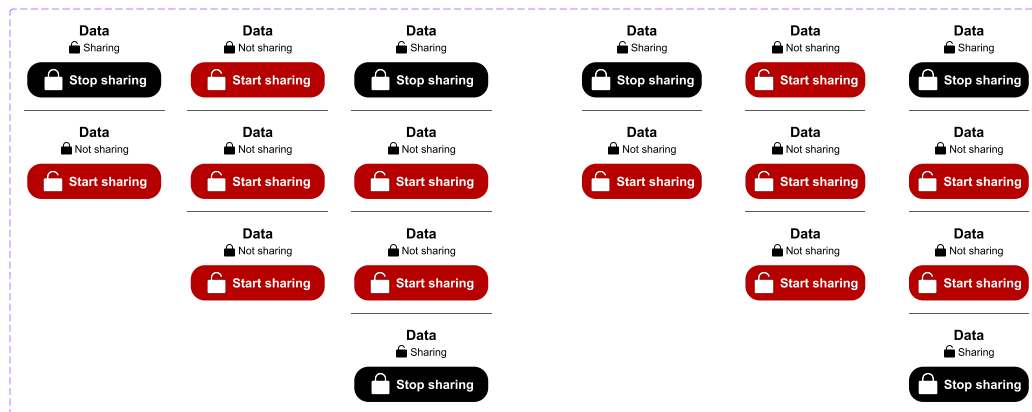 Data Data Data Data Data Data
Sharing Not sharing Sharing Sharing Not sharing Sharing
Stop sharing Start sharing Stop sharing Stop sharing Start sharing Stop sharing
Data Data Data Data Data Data
Not sharing Not sharing Not sharing Not sharing Not sharing Not sharing
Start sharing Start sharing Start sharing Start sharing Start sharing Start sharing
Data Data Data Data
Not sharing Not sharing Not sharing Not sharing
Start sharing Start sharing Start sharing Start sharing
Data Data
Sharing Sharing
Stop sharing Stop sharing